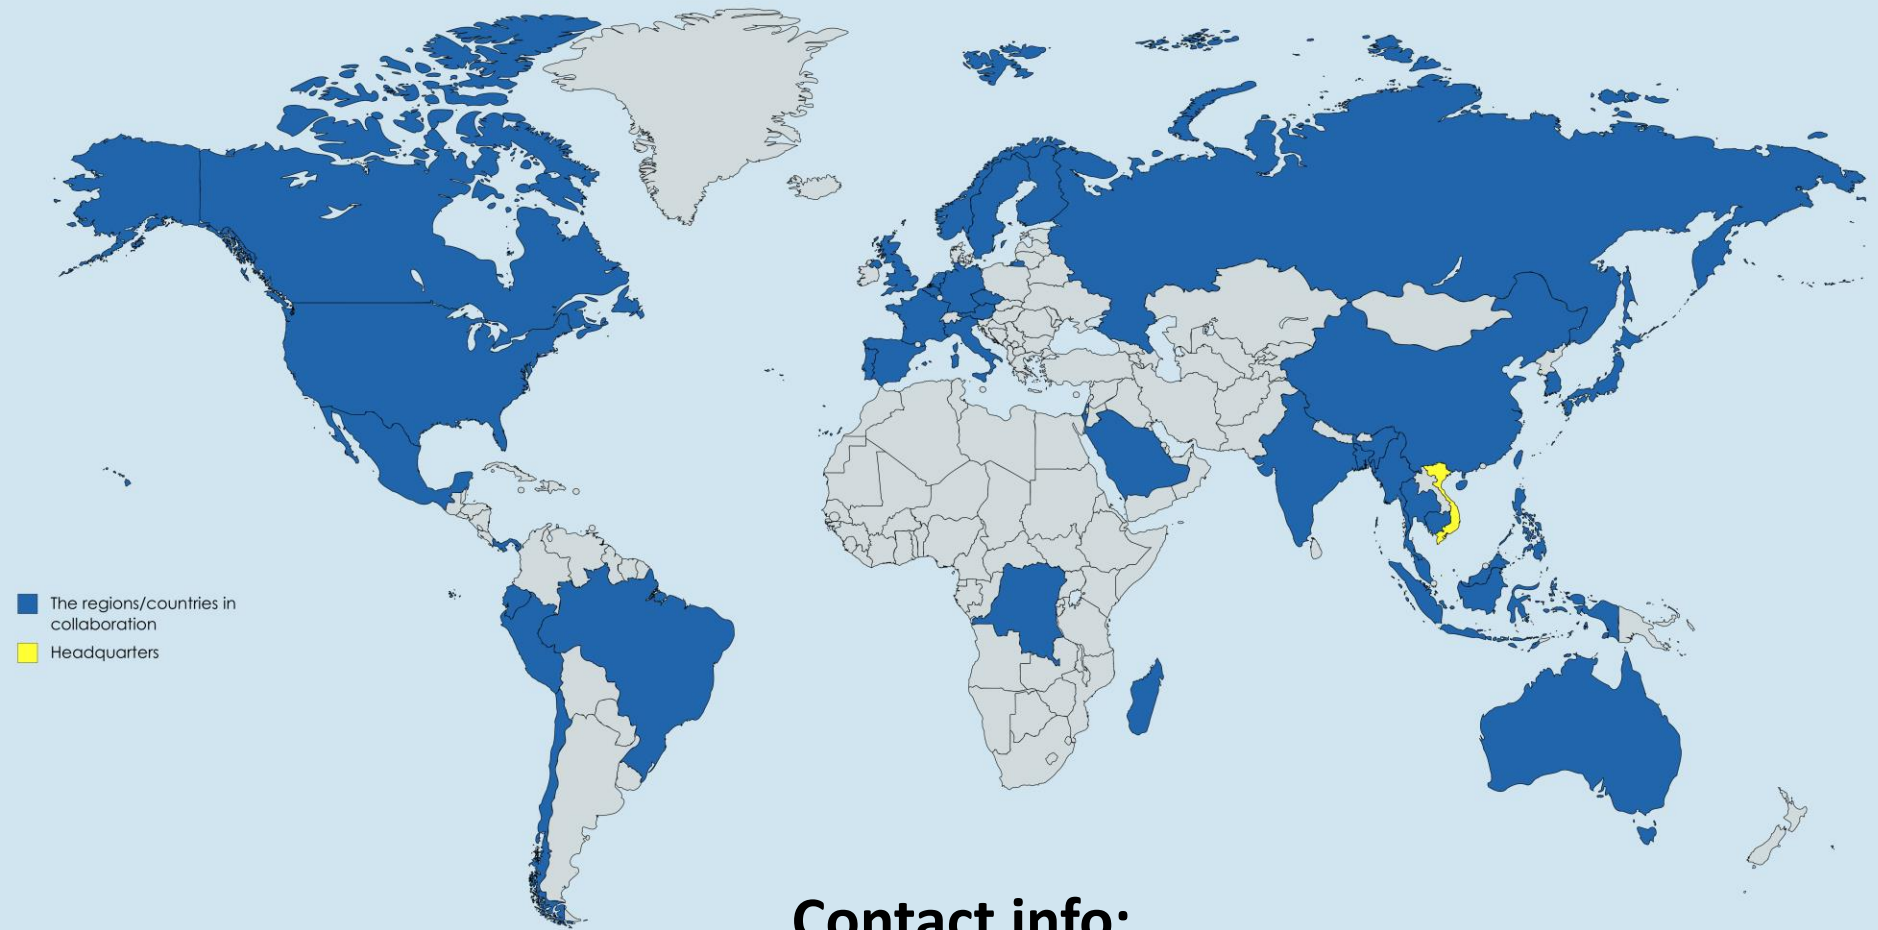 The regions/countries in
collaboration
Headquarters
Contact info: